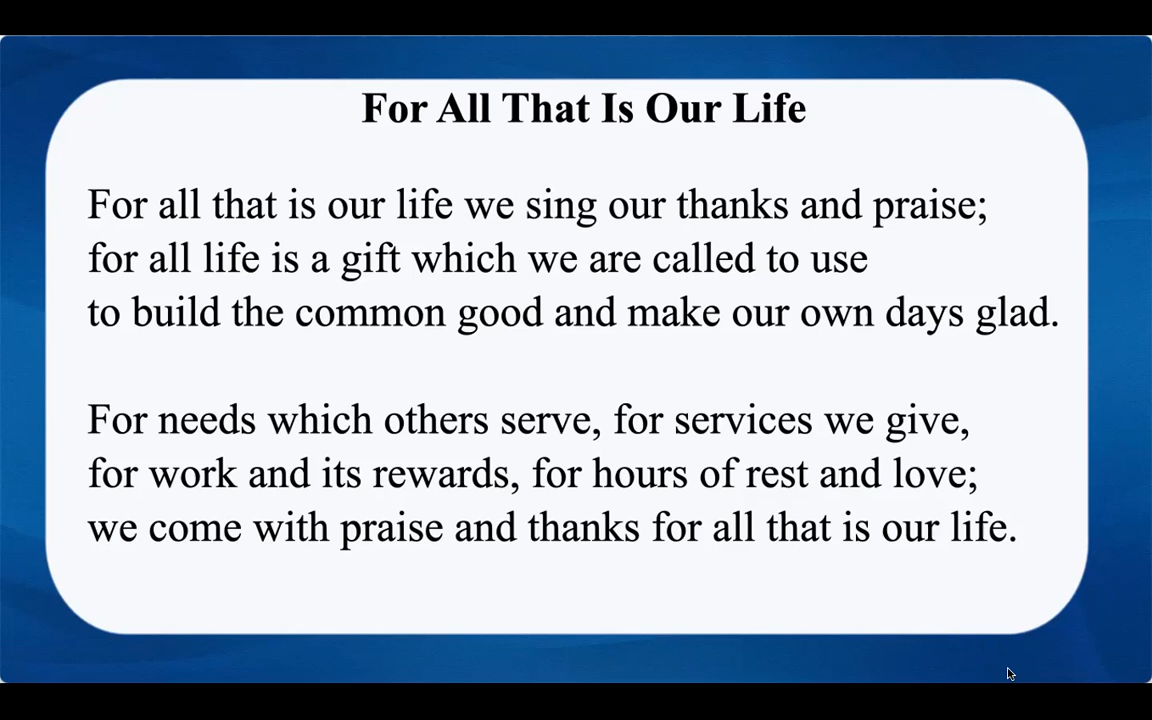 For All That Is Our Life
For all that is our life we sing our thanks and praise;
for all life is a gift which we are called to use
to build the common good and make our own days glad.
For needs which others serve, for services we give,
for work and its rewards, for hours of rest and love;
we come with praise and thanks for all that is our life.